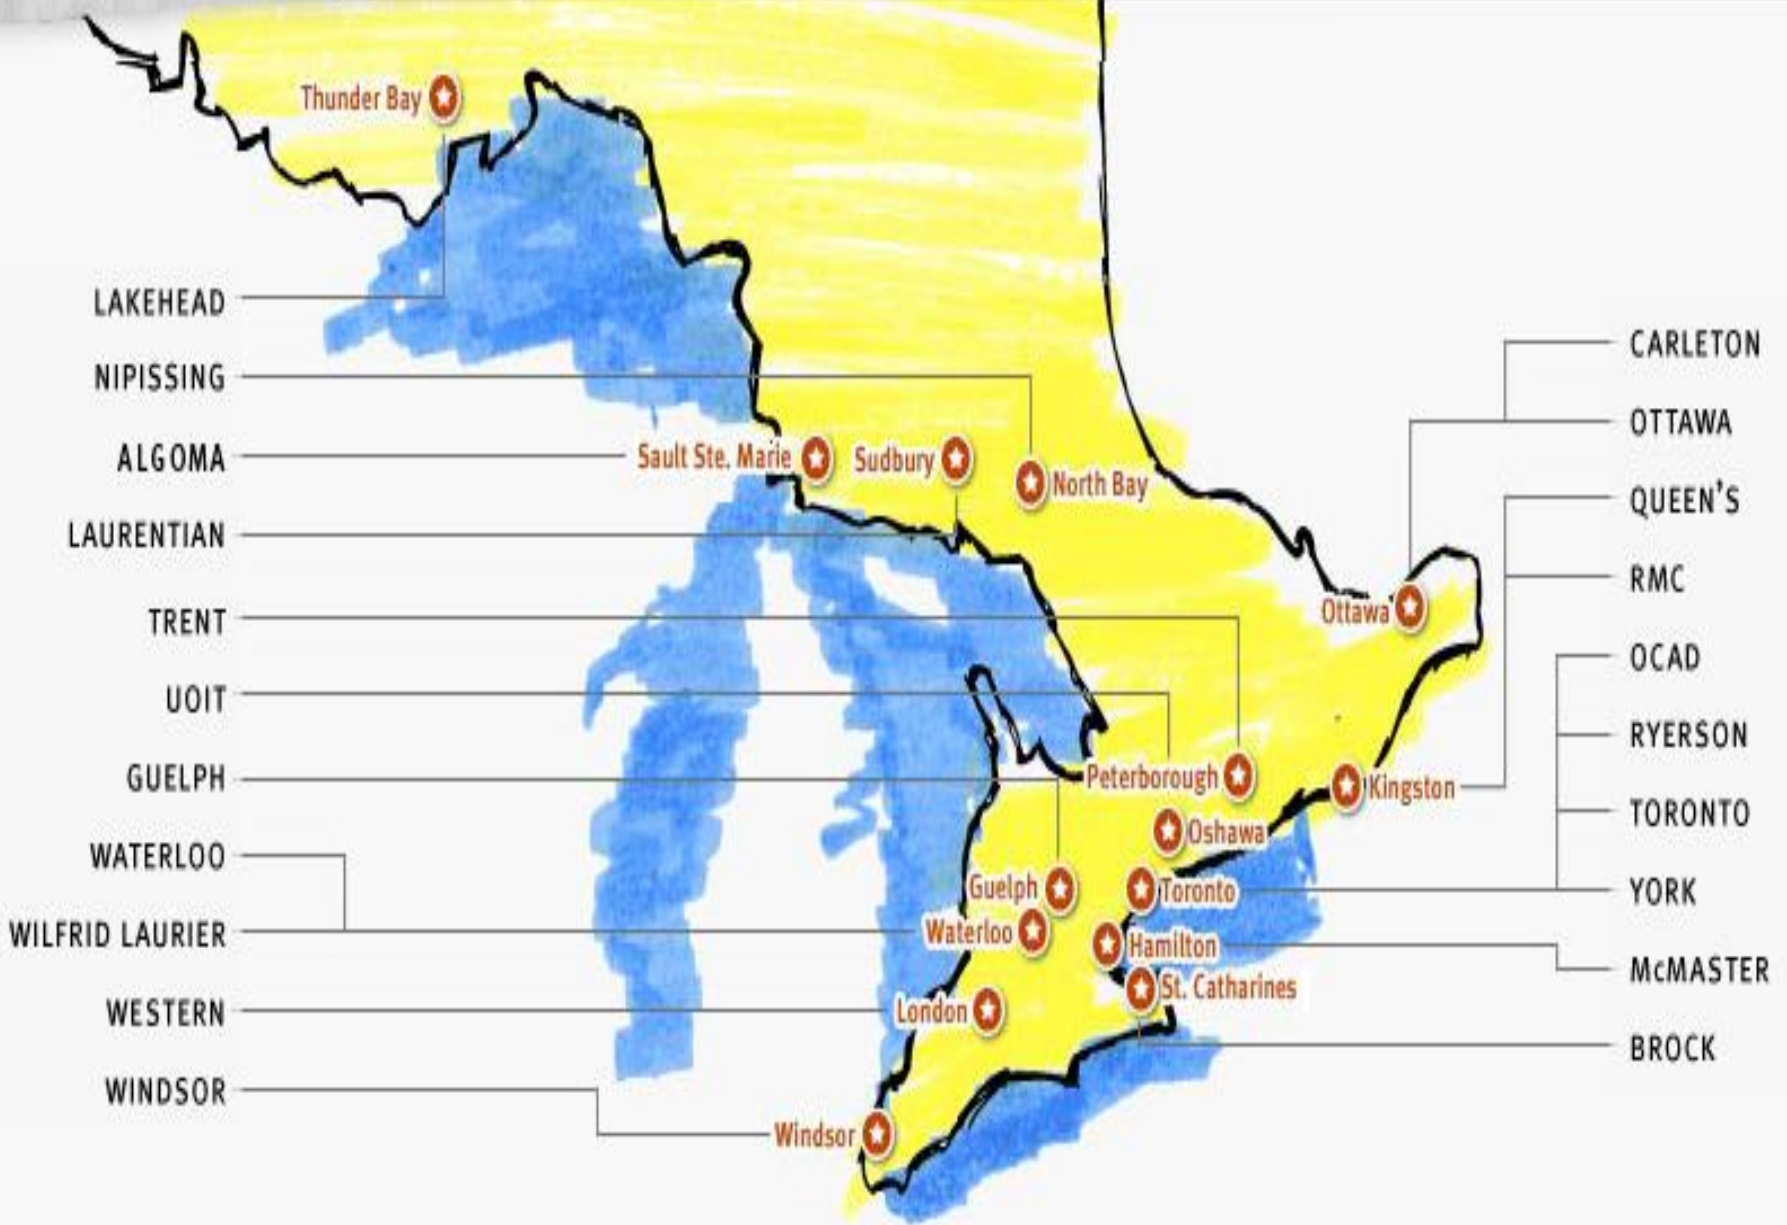 Thunder Bay
LAKEHEAD
NIPISSING
ALGOMA
LAURENTIAN
TRENT
UOIT
GUELPH
WATERLOO
WILFRID LAURIER
WESTERN
WINDSOR
Sault Ste. Marie
Sudbury
North Bay
Ottawa
Peterborough
Kingston
Oshawa
Guelph
Toronto
Waterloo
Hamilton
St. Catharines
London
Windsor
CARLETON
OTTAWA
QUEEN'S
RMC
OCAD
RYERSON
TORONTO
YORK
McMASTER
BROCK